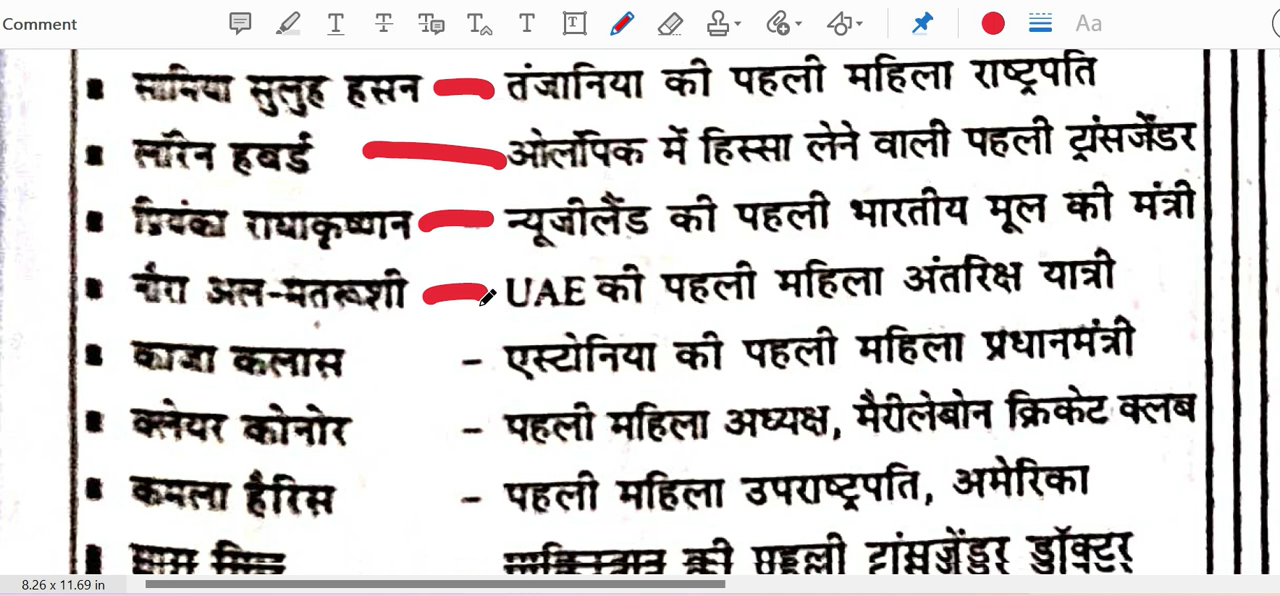 Comment
T T T T T T Aa
■ सानिया सुलुह हसन तंजानिया की पहली महिला राष्ट्रपति
■ लॉरेन हबर्ड ओलंपिक में हिस्सा लेने वाली पहली ट्रांसजेंडर
■ प्रियंका राधाकृष्णन न्यूजीलैंड की पहली भारतीय मूल की मंत्री
■ नौरा अल-मतरूशी UAE की पहली महिला अंतरिक्ष यात्री
■ काजा कलास - एस्टोनिया की पहली महिला प्रधानमंत्री
■ क्लेयर कोनोर - पहली महिला अध्यक्ष, मैरीलेबोन क्रिकेट क्लब
■ कमला हैरिस - पहली महिला उपराष्ट्रपति, अमेरिका
की पहली ट्रांसजेंडर डॉक्टर
8.26 x 11.69 in